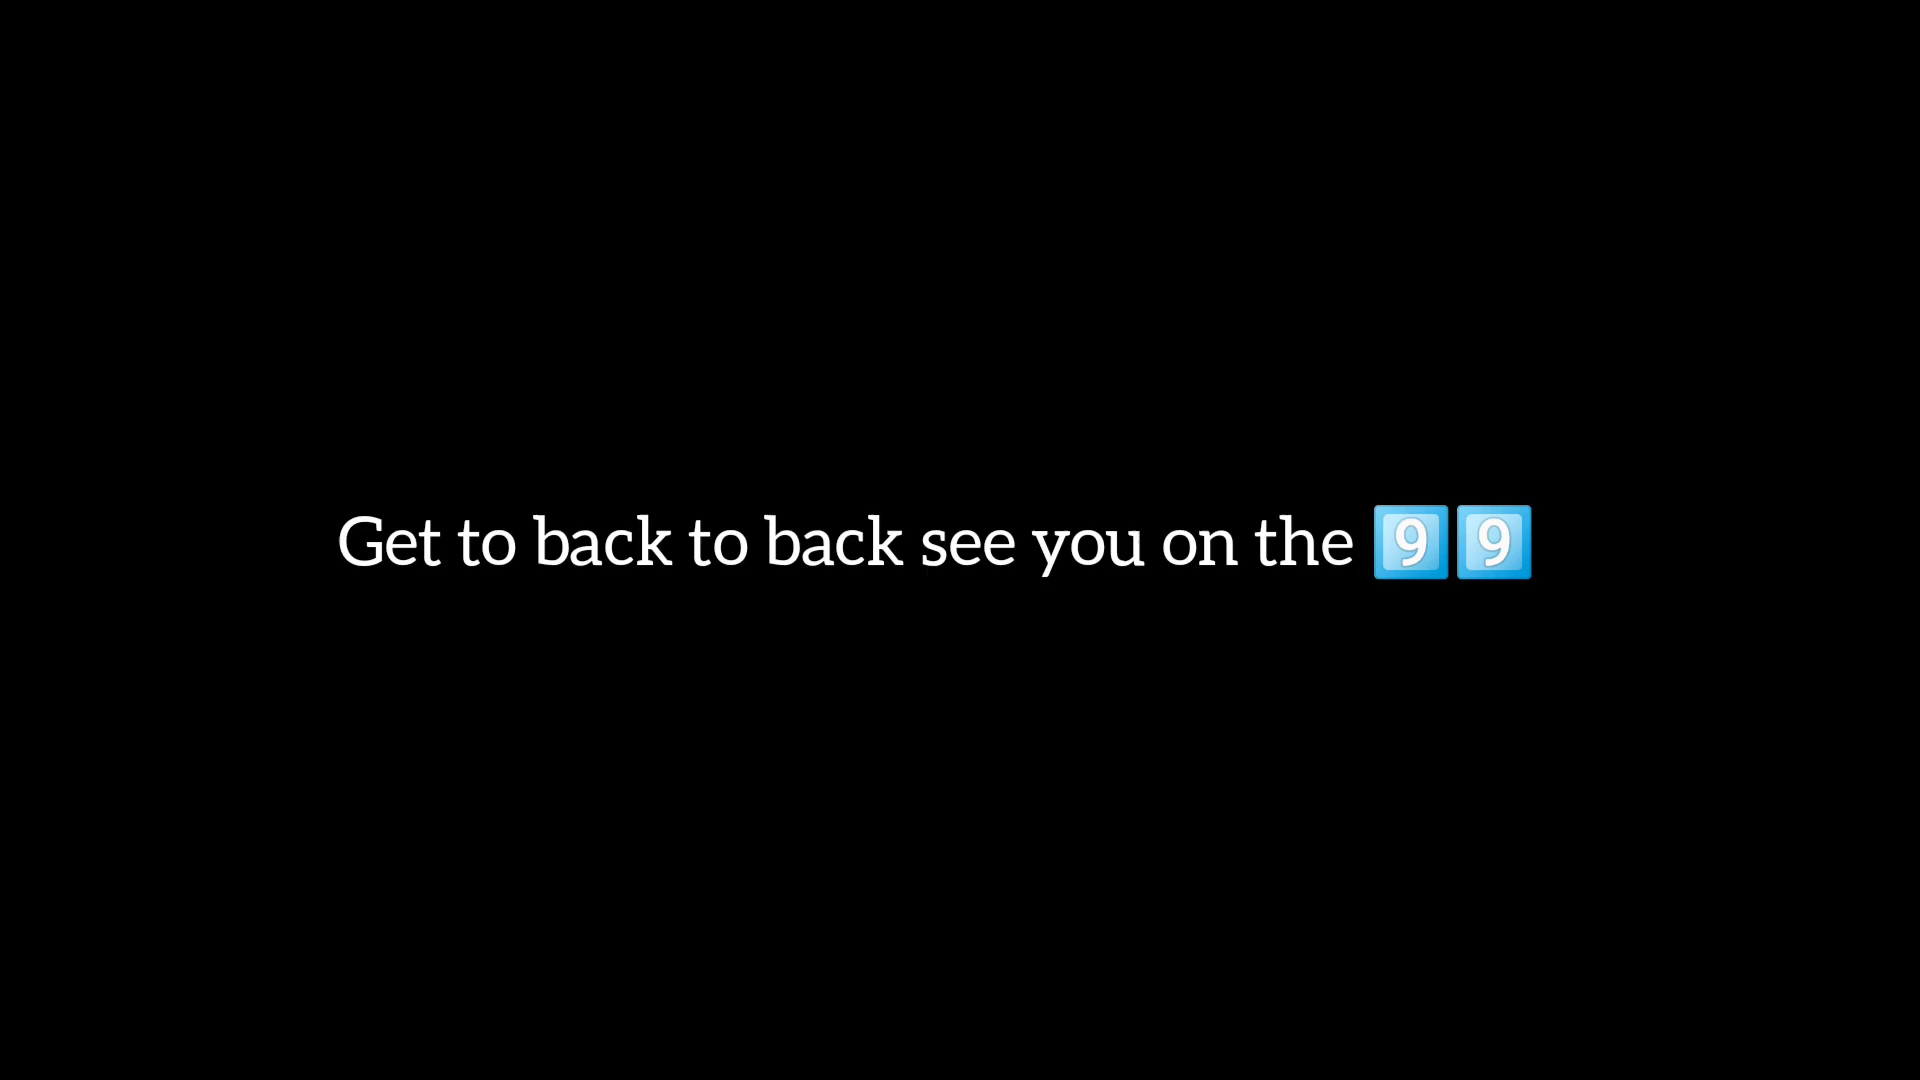 Get to back to back see you on the 9️⃣9️⃣